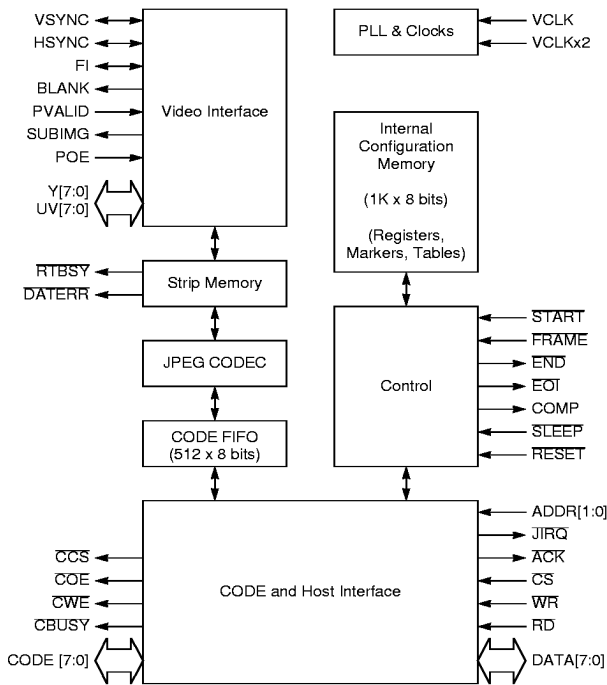 VSYNC
HSYNC
FI
BLANK
PVALID
SUBIMG
POE
Y[7:0]
UV[7:0]
Video Interface
PLL & Clocks
VCLK
VCLKx2
Internal
Configuration
Memory
(1K x 8 bits)
(Registers,
Markers, Tables)
RTBSY
DATERR
Strip Memory
JPEG CODEC
CODE FIFO
(512 x 8 bits)
Control
START
FRAME
END
EOI
COMP
SLEEP
RESET
CCS
COE
CWE
CBUSY
CODE [7:0]
CODE and Host Interface
ADDR[1:0]
JIRQ
ACK
CS
WR
RD
DATA[7:0]